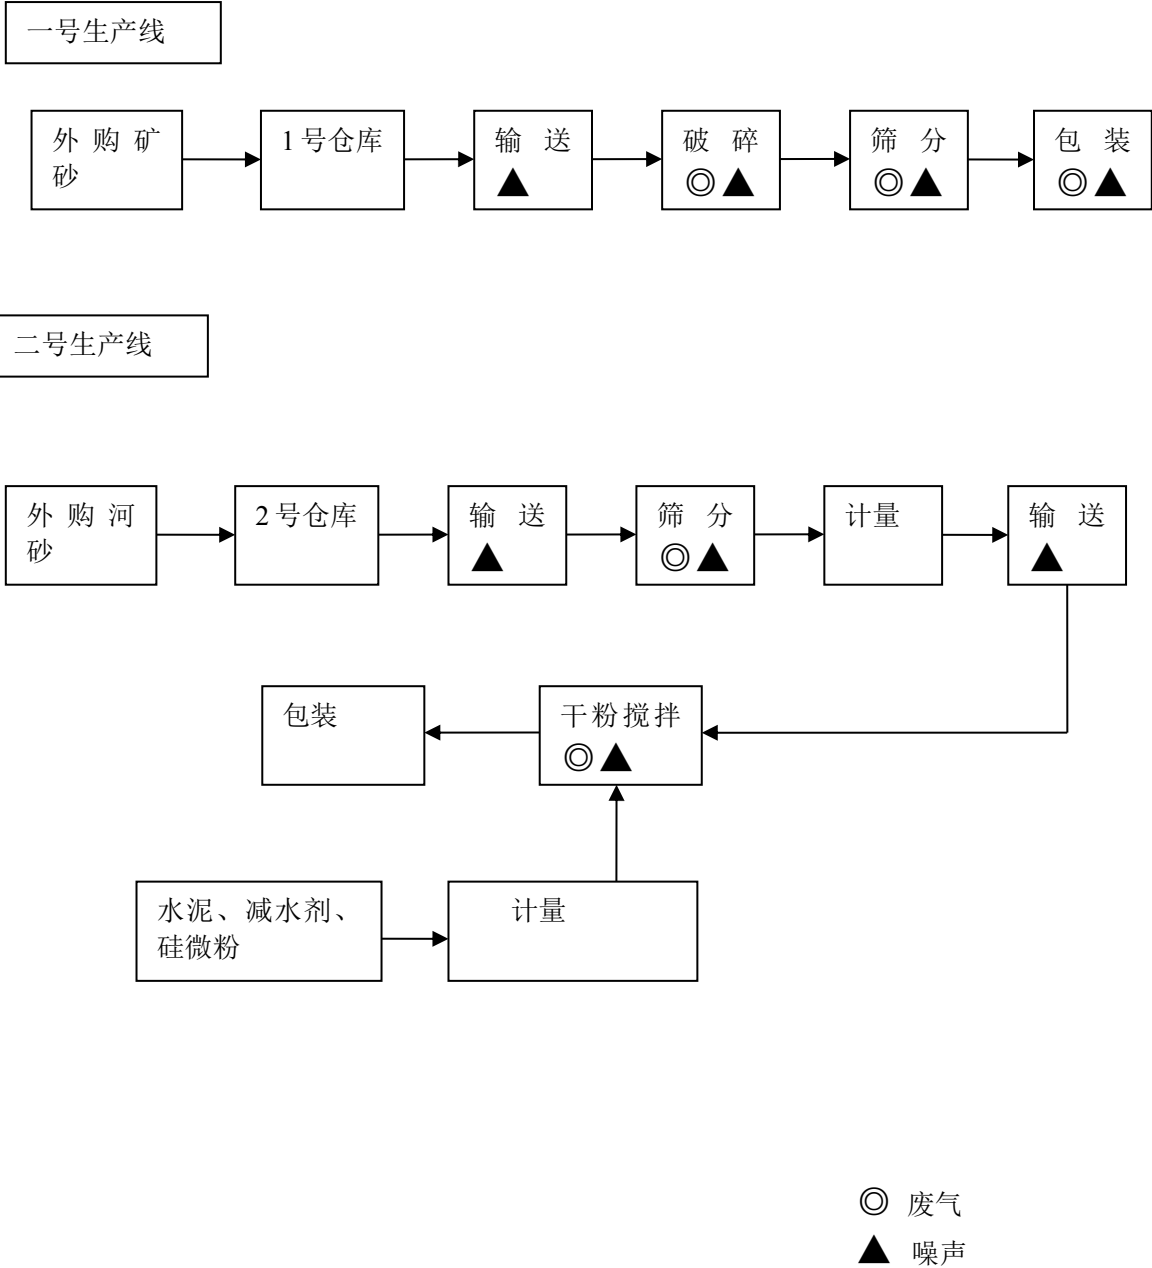 一号生产线
外购矿
砂
1号仓库
输送
▲
破碎
◎▲
筛分
◎▲
包装
◎▲
二号生产线
外购河
砂
2号仓库
输送
▲
筛分
◎▲
计量
输送
▲
包装
干粉搅拌
◎▲
水泥、减水剂、
硅微粉
计量
◎ 废气
▲ 噪声